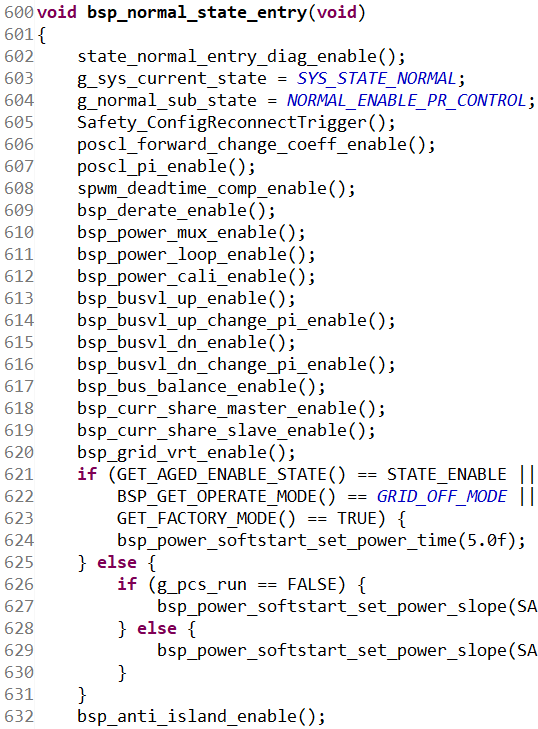 600 void bsp_normal_state_entry(void)
601 {
602     state_normal_entry_diag_enable();
603     g_sys_current_state = SYS_STATE_NORMAL;
604     g_normal_sub_state = NORMAL_ENABLE_PR_CONTROL;
605     Safety_ConfigReconnectTrigger();
606     poscl_forward_change_coeff_enable();
607     poscl_pi_enable();
608     spwm_deadtime_comp_enable();
609     bsp_derate_enable();
610     bsp_power_mux_enable();
611     bsp_power_loop_enable();
612     bsp_power_cali_enable();
613     bsp_busvl_up_enable();
614     bsp_busvl_up_change_pi_enable();
615     bsp_busvl_dn_enable();
616     bsp_busvl_dn_change_pi_enable();
617     bsp_bus_balance_enable();
618     bsp_curr_share_master_enable();
619     bsp_curr_share_slave_enable();
620     bsp_grid_vrt_enable();
621     if (GET_AGED_ENABLE_STATE() == STATE_ENABLE ||
622         BSP_GET_OPERATE_MODE() == GRID_OFF_MODE ||
623         GET_FACTORY_MODE() == TRUE) {
624         bsp_power_softstart_set_power_time(5.0f);
625     } else {
626         if (g_pcs_run == FALSE) {
627             bsp_power_softstart_set_power_slope(SA
628         } else {
629             bsp_power_softstart_set_power_slope(SA
630         }
631     }
632     bsp_anti_island_enable();